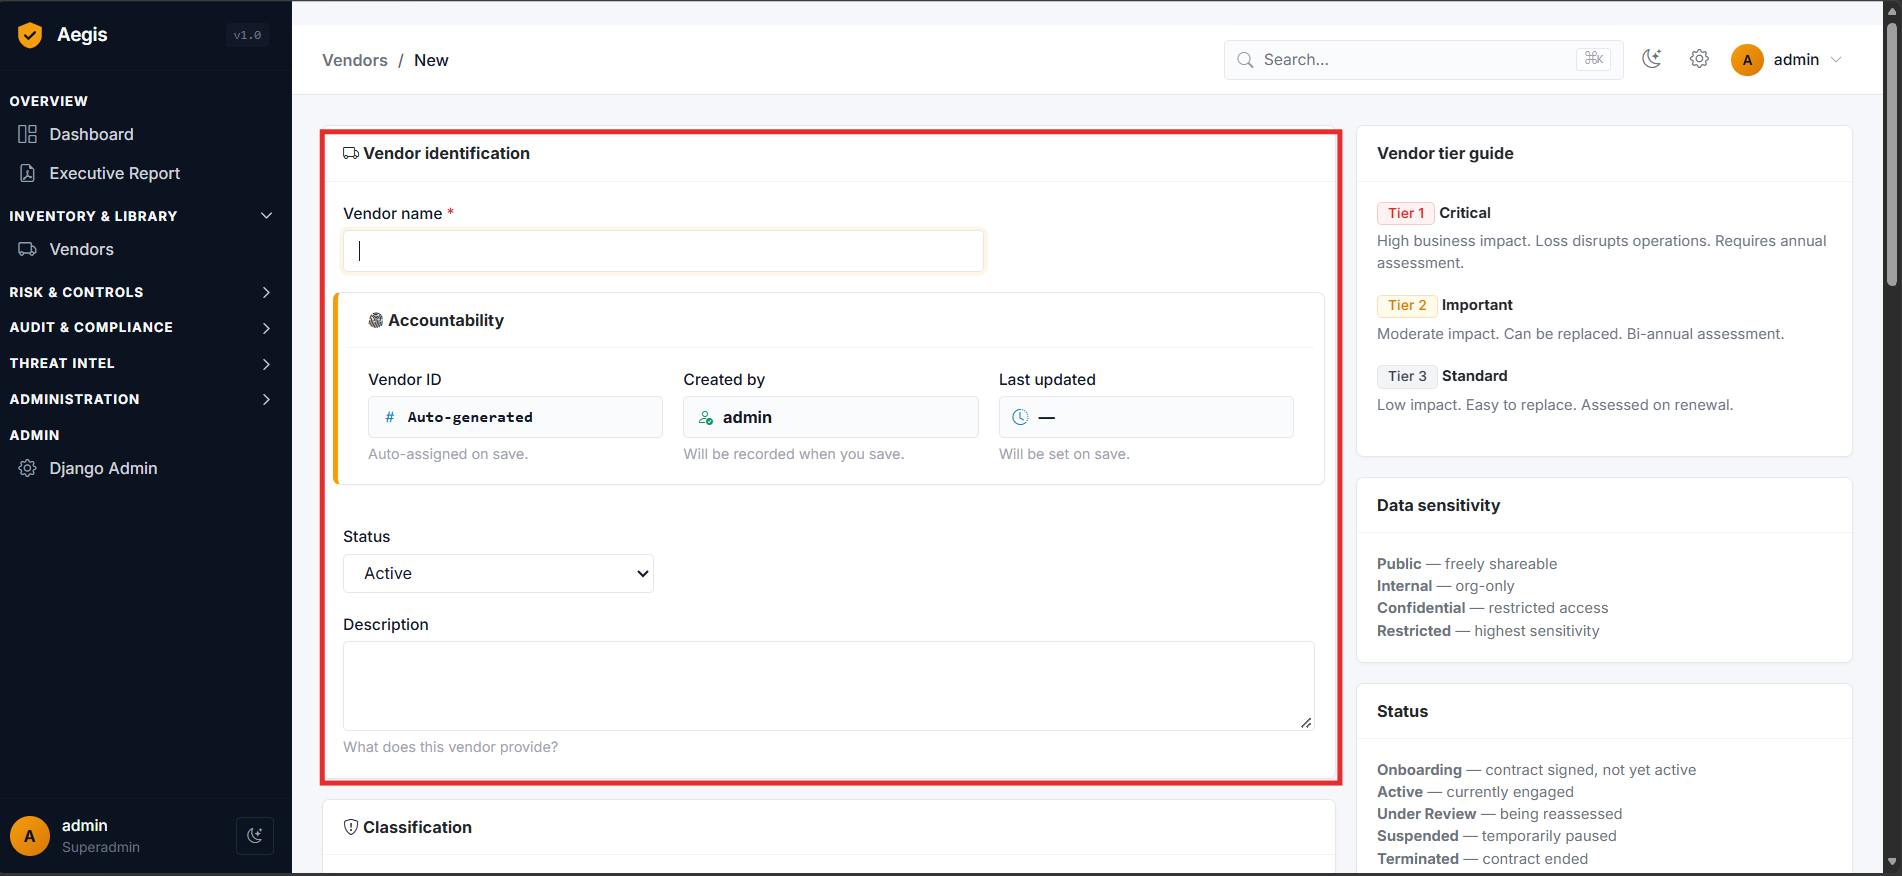 Aegis
v1.0
OVERVIEW
Dashboard
Executive Report
INVENTORY & LIBRARY
Vendors
RISK & CONTROLS
AUDIT & COMPLIANCE
THREAT INTEL
ADMINISTRATION
ADMIN
Django Admin
A
admin
Superadmin
Vendors / New
Search...
⌘K
A
admin
Vendor identification
Vendor name *
Accountability
Vendor ID
# Auto-generated
Auto-assigned on save.
Created by
admin
Will be recorded when you save.
Last updated
—
Will be set on save.
Status
Active
Description
What does this vendor provide?
Classification
Vendor tier guide
Tier 1 Critical
High business impact. Loss disrupts operations. Requires annual
assessment.
Tier 2 Important
Moderate impact. Can be replaced. Bi-annual assessment.
Tier 3 Standard
Low impact. Easy to replace. Assessed on renewal.
Data sensitivity
Public — freely shareable
Internal — org-only
Confidential — restricted access
Restricted — highest sensitivity
Status
Onboarding — contract signed, not yet active
Active — currently engaged
Under Review — being reassessed
Suspended — temporarily paused
Terminated — contract ended